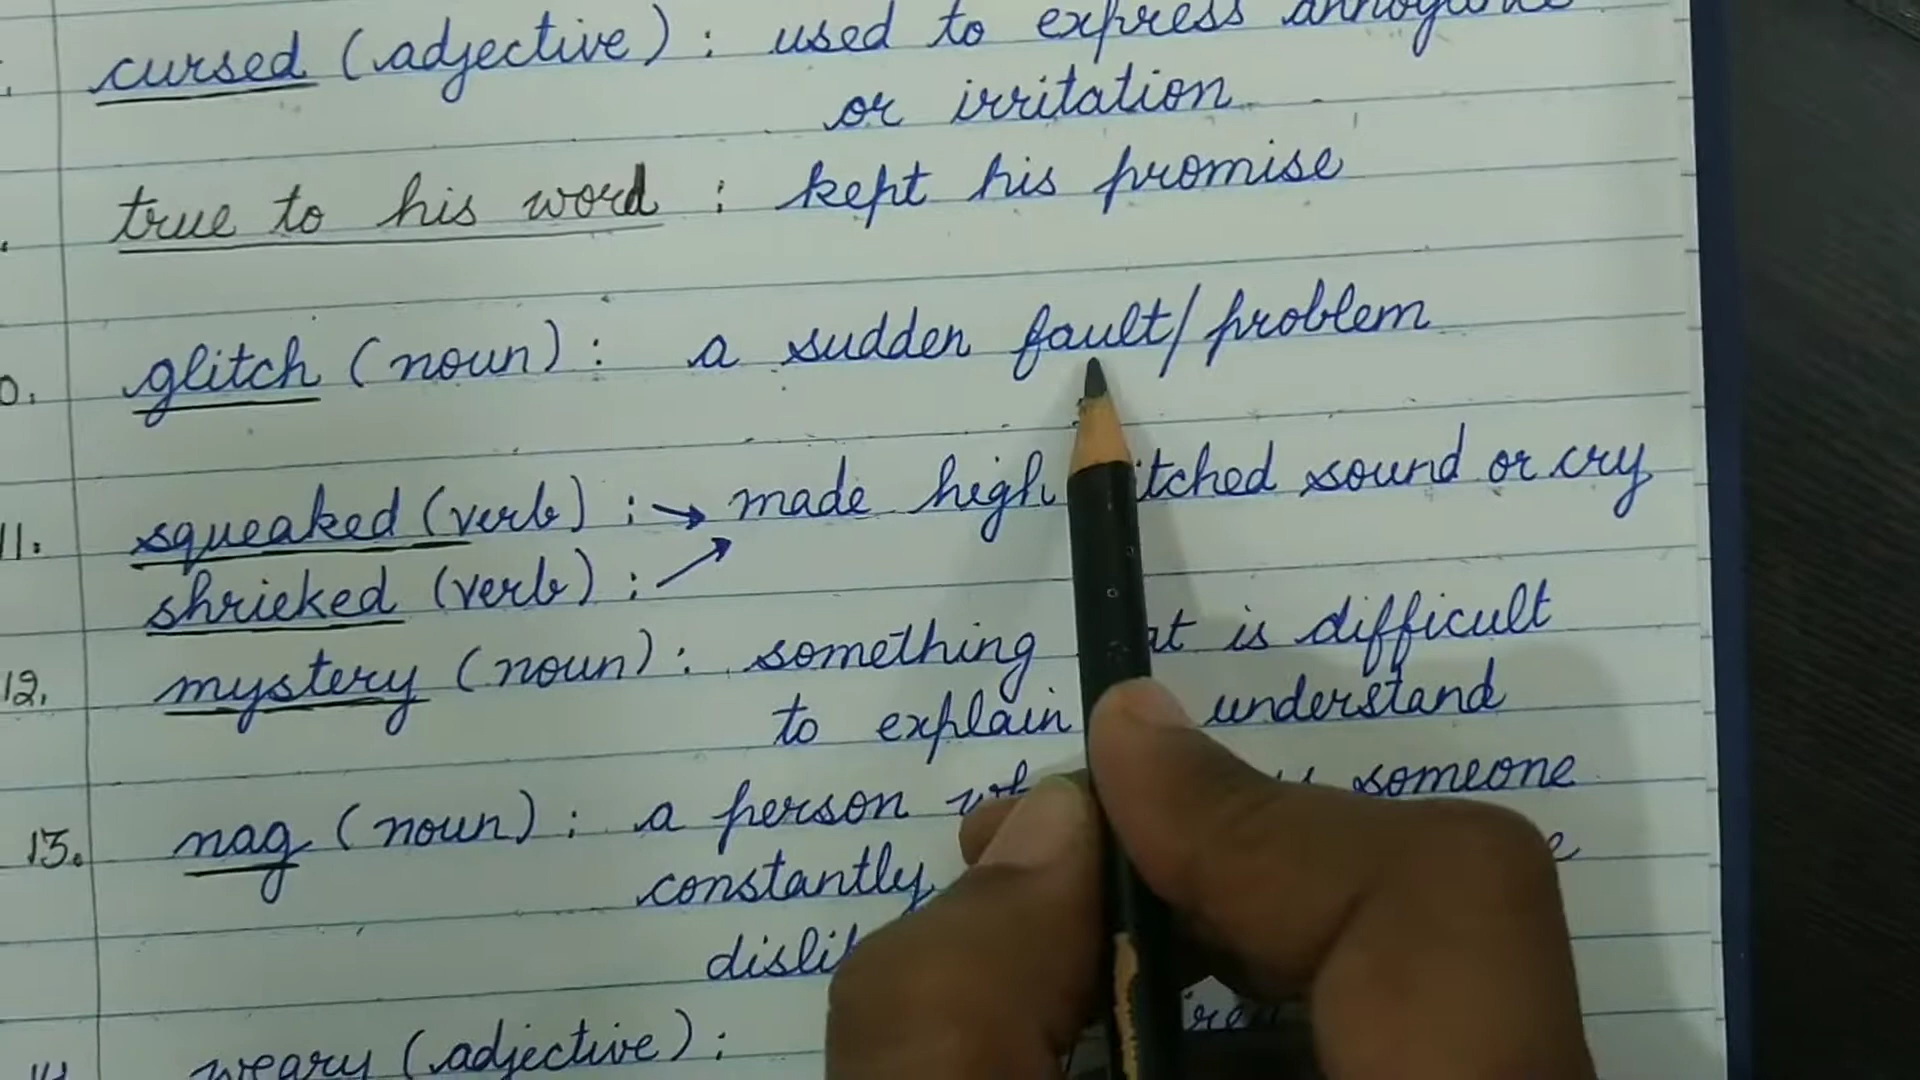 cursed (adjective) : used to express annoyance
or irritation
true to his word : kept his promise
0. glitch (noun) : a sudden fault/problem
11. squeaked (verb) : → made high itched sound or cry
shrieked (verb) :
12. mystery (noun) : something at is difficult
to explain understand
13. nag (noun) : a person someone
constantly
weary (adjective) :